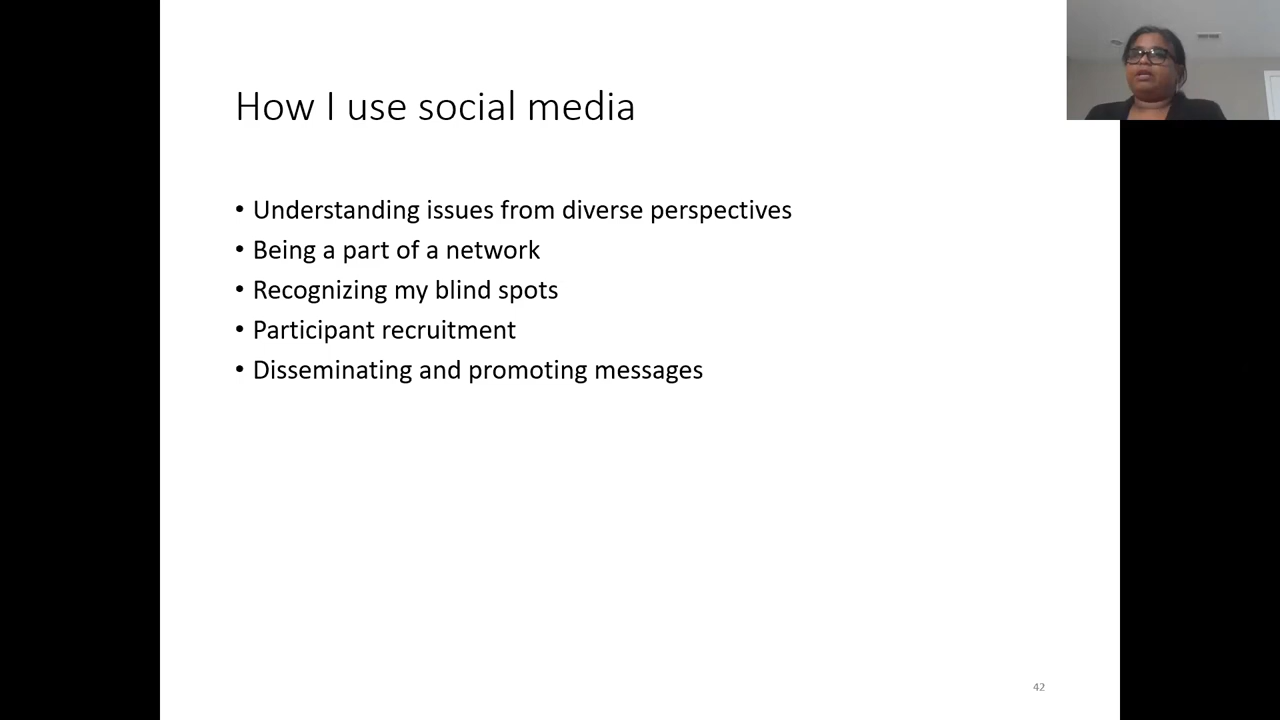 How I use social media
• Understanding issues from diverse perspectives
• Being a part of a network
• Recognizing my blind spots
• Participant recruitment
• Disseminating and promoting messages
42